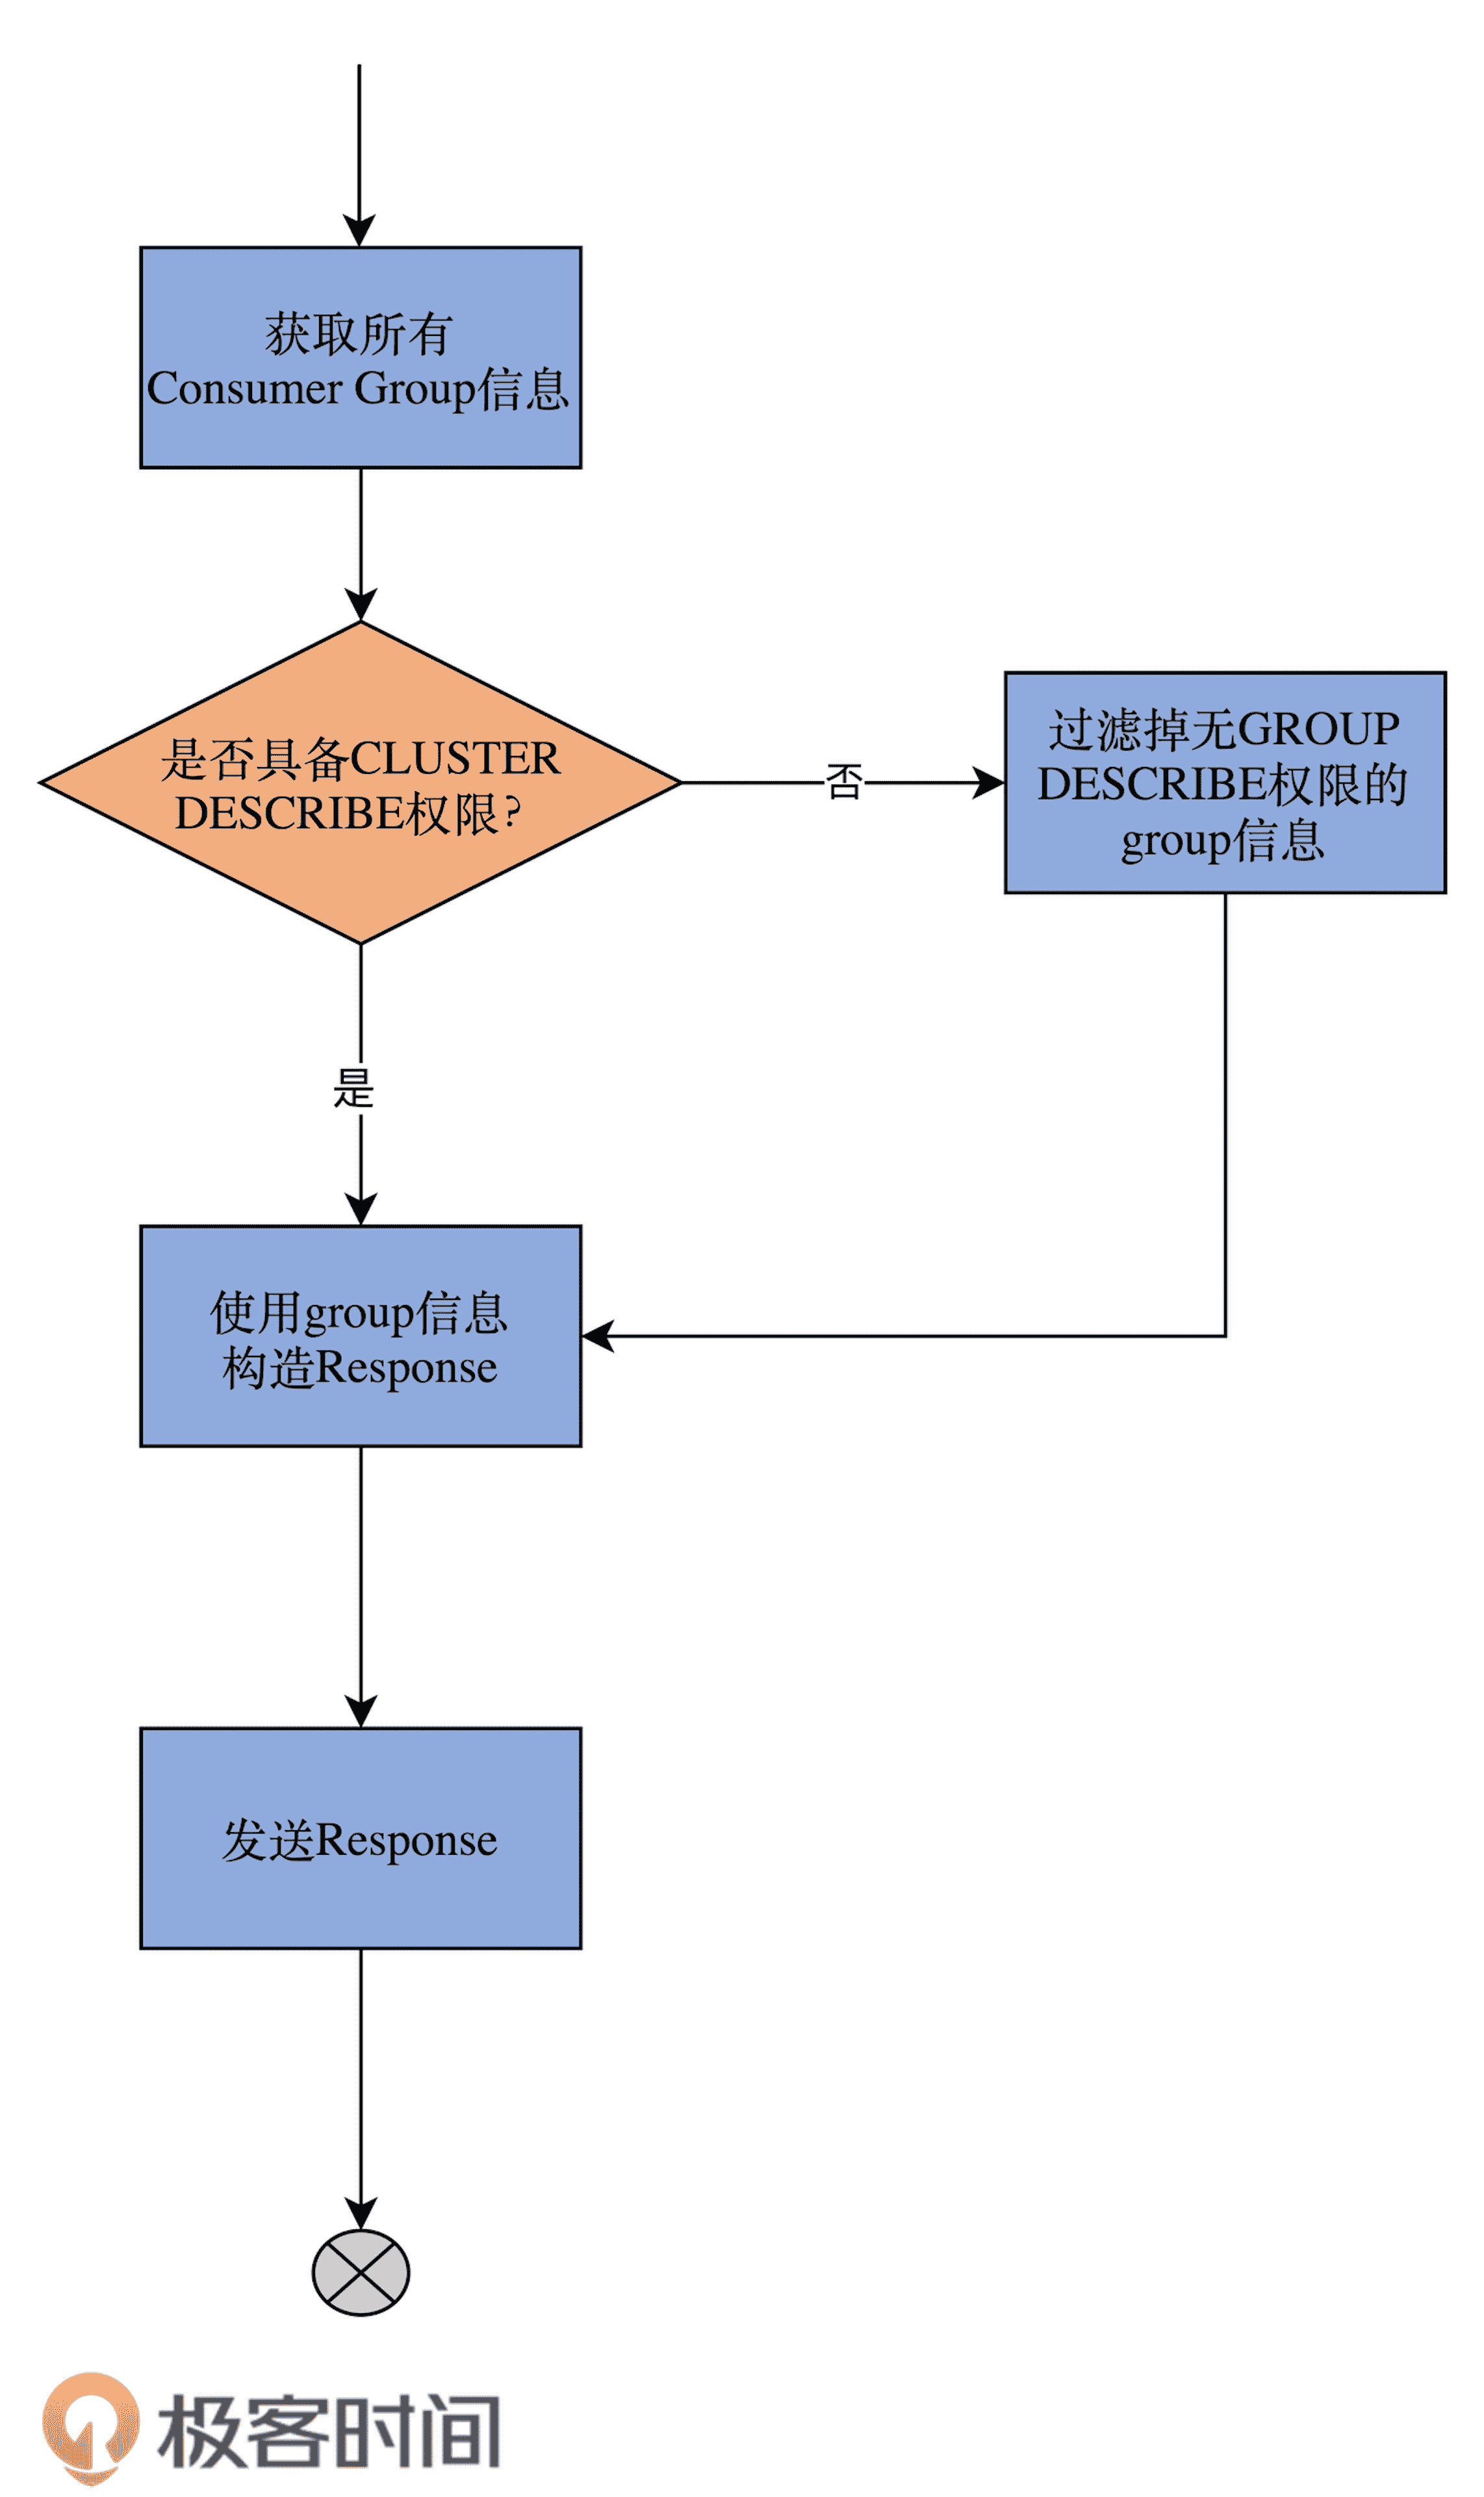 获取所有
Consumer Group信息
是否具备CLUSTER
DESCRIBE权限?
否
过滤掉无GROUP
DESCRIBE权限的
group信息
是
使用group信息
构造Response
发送Response
极客时间